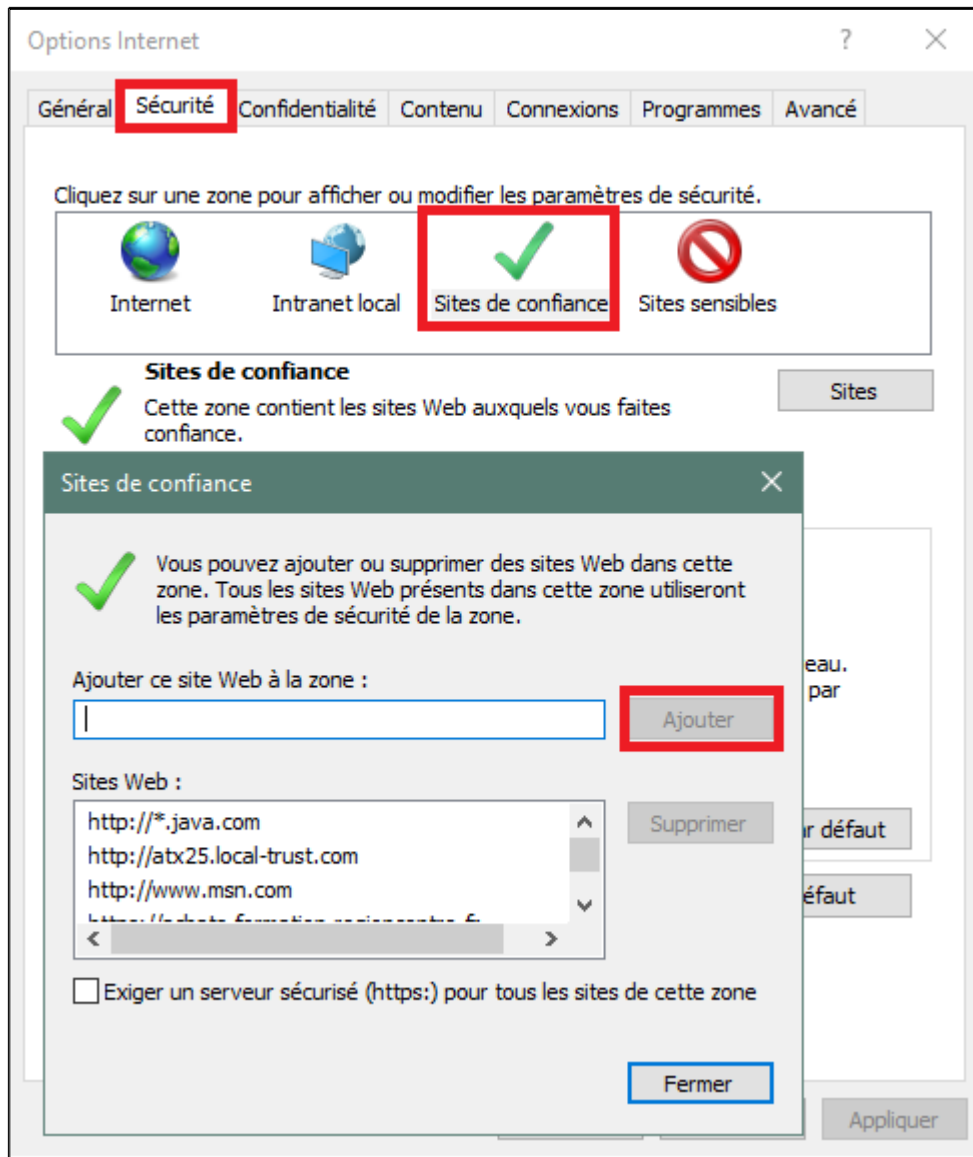 Options Internet
?
Général Sécurité Confidentialité Contenu Connexions Programmes Avancé
Cliquez sur une zone pour afficher ou modifier les paramètres de sécurité.
Internet Intranet local Sites de confiance Sites sensibles
Sites de confiance
Sites
Cette zone contient les sites Web auxquels vous faites
confiance.
Sites de confiance
Vous pouvez ajouter ou supprimer des sites Web dans cette
zone. Tous les sites Web présents dans cette zone utiliseront
les paramètres de sécurité de la zone.
eau.
par
Ajouter ce site Web à la zone :
Ajouter
Sites Web :
http://*.java.com
Supprimer
r défaut
http://atx25.local-trust.com
http://www.msn.com
éfaut
Exiger un serveur sécurisé (https:) pour tous les sites de cette zone
Fermer
Appliquer